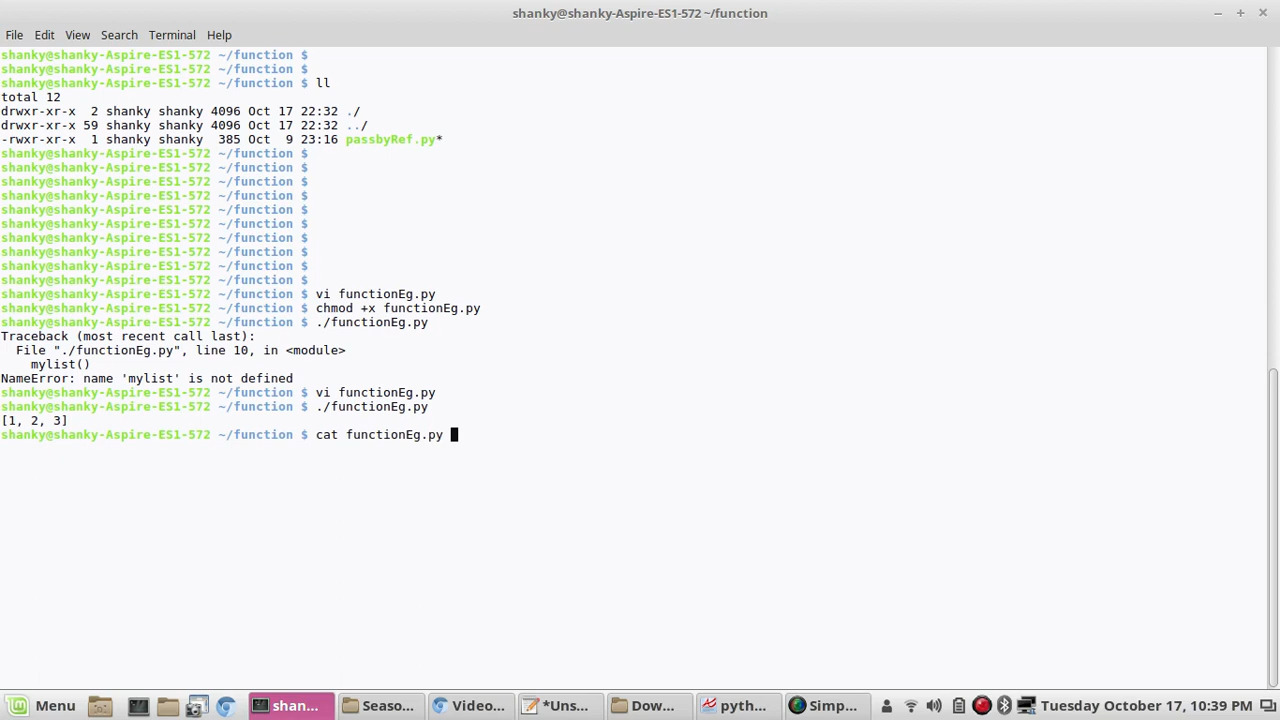 shanky@shanky-Aspire-ES1-572 ~/function
File Edit View Search Terminal Help
shanky@shanky-Aspire-ES1-572 ~/function $
shanky@shanky-Aspire-ES1-572 ~/function $
shanky@shanky-Aspire-ES1-572 ~/function $ ll
total 12
drwxr-xr-x  2 shanky shanky 4096 Oct 17 22:32 ./
drwxr-xr-x 59 shanky shanky 4096 Oct 17 22:32 ../
-rwxr-xr-x  1 shanky shanky  385 Oct  9 23:16 passbyRef.py*
shanky@shanky-Aspire-ES1-572 ~/function $
shanky@shanky-Aspire-ES1-572 ~/function $
shanky@shanky-Aspire-ES1-572 ~/function $
shanky@shanky-Aspire-ES1-572 ~/function $
shanky@shanky-Aspire-ES1-572 ~/function $
shanky@shanky-Aspire-ES1-572 ~/function $
shanky@shanky-Aspire-ES1-572 ~/function $
shanky@shanky-Aspire-ES1-572 ~/function $
shanky@shanky-Aspire-ES1-572 ~/function $
shanky@shanky-Aspire-ES1-572 ~/function $
shanky@shanky-Aspire-ES1-572 ~/function $ vi functionEg.py
shanky@shanky-Aspire-ES1-572 ~/function $ chmod +x functionEg.py
shanky@shanky-Aspire-ES1-572 ~/function $ ./functionEg.py
Traceback (most recent call last):
  File "./functionEg.py", line 10, in <module>
    mylist()
NameError: name 'mylist' is not defined
shanky@shanky-Aspire-ES1-572 ~/function $ vi functionEg.py
shanky@shanky-Aspire-ES1-572 ~/function $ ./functionEg.py
[1, 2, 3]
shanky@shanky-Aspire-ES1-572 ~/function $ cat functionEg.py
Menu shan... Seaso... Video... *Uns... Dow... pyth... Simp... Tuesday October 17, 10:39 PM